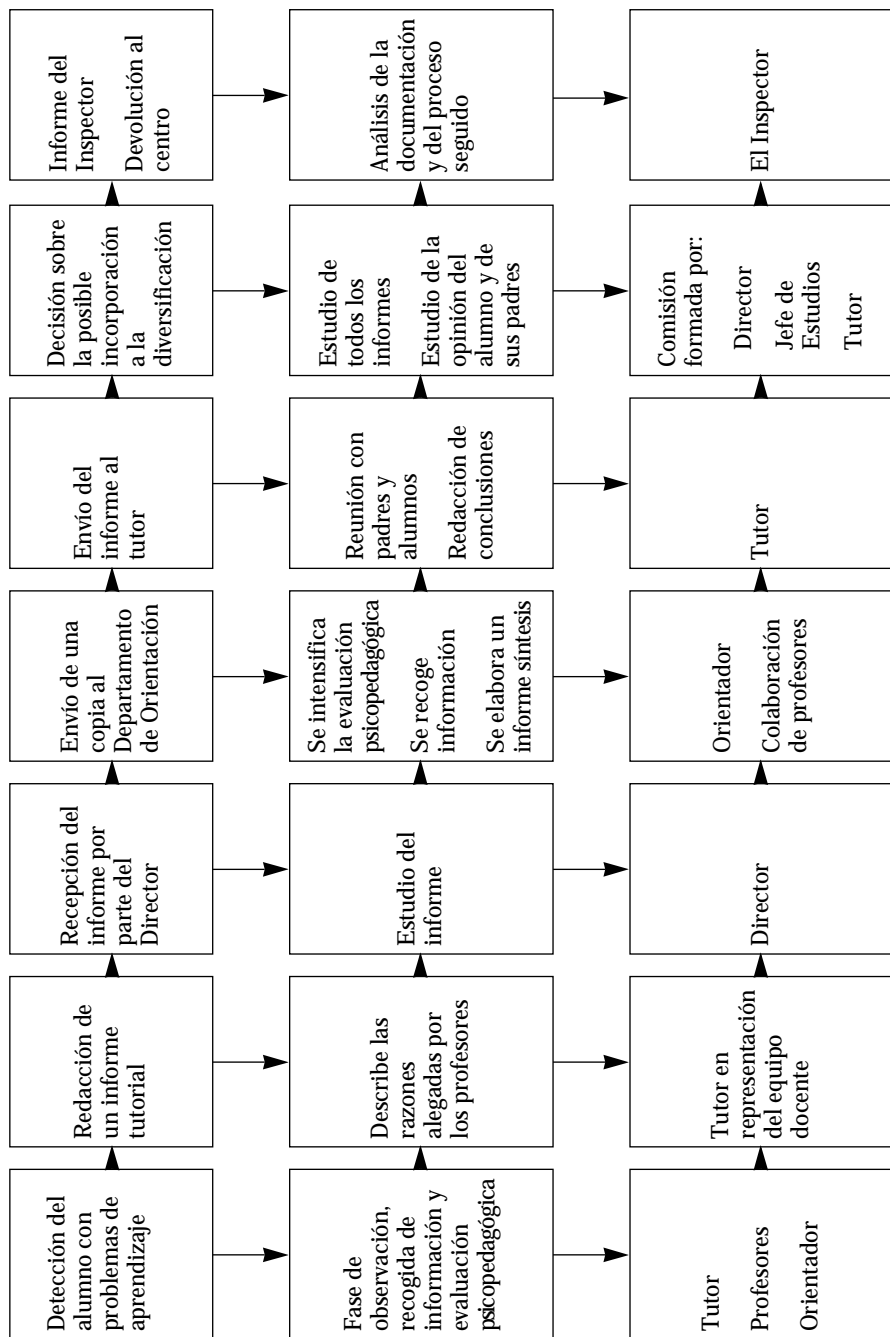 Detección del
alumno con
problemas de
aprendizaje
Redacción de
un informe
tutorial
Recepción del
informe por
parte del
Director
Envío de una
copia al
Departamento
de Orientación
Envío del
informe al
tutor
Decisión sobre
la posible
incorporación
a la
diversificación
Informe del
Inspector
Devolución al
centro
Fase de
observación,
recogida de
información y
evaluación
psicopedagógica
Describe las
razones
alegadas por
los profesores
Estudio del
informe
Se intensifica
la evaluación
psicopedagógica
Se recoge
información
Se elabora un
informe síntesis
Reunión con
padres y
alumnos
Redacción de
conclusiones
Estudio de
todos los
informes
Estudio de la
opinión del
alumno y de
sus padres
Análisis de la
documentación
y del proceso
seguido
Tutor
Profesores
Orientador
Tutor en
representación
del equipo
docente
Director
Orientador
Colaboración
de profesores
Tutor
Comisión
formada por:
Director
Jefe de
Estudios
Tutor
El Inspector